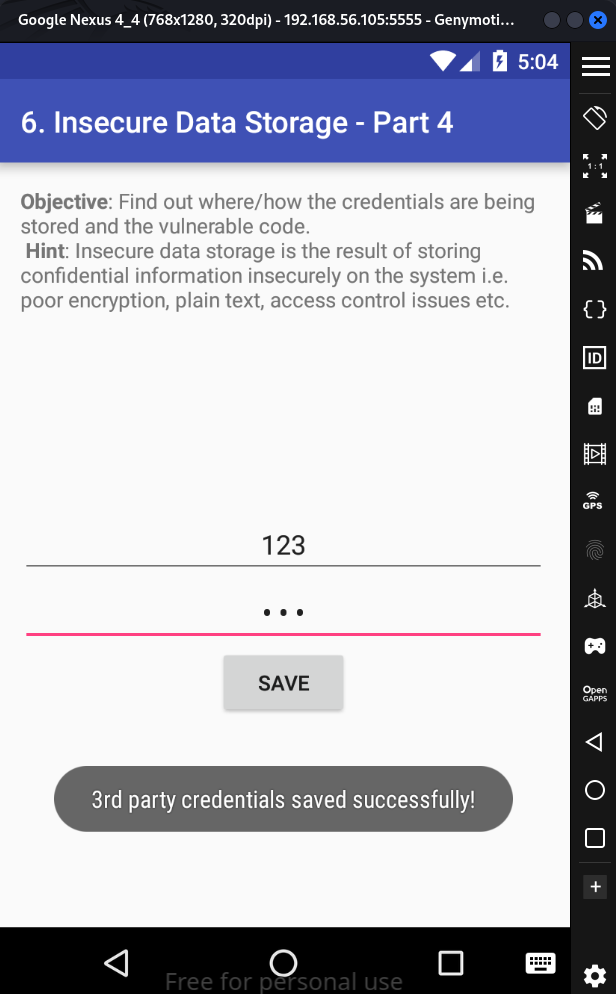 Google Nexus 4_4 (768x1280, 320dpi) - 192.168.56.105:5555 - Genymoti...
5:04
6. Insecure Data Storage - Part 4
Objective: Find out where/how the credentials are being
stored and the vulnerable code.
Hint: Insecure data storage is the result of storing
confidential information insecurely on the system i.e.
poor encryption, plain text, access control issues etc.
123
SAVE
3rd party credentials saved successfully!
Free for personal use
1:1
ID
GPS
Open
GAPPS